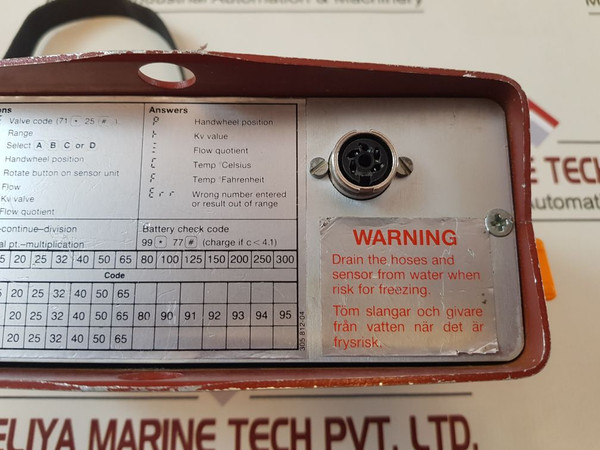 ons
Valve code (71 • 25 # .)
Range
Select A B C or D
Handwheel position
Rotate button on sensor unit
Flow
Kv valve
Flow quotient
Answers
Handwheel position
Kv value
Flow quotient
Temp °Celsius
Temp °Fahrenheit
Err Wrong number entered
or result out of range
-continue–division
al pt.–multiplication
Battery check code
99 • 77 # (charge if c < 4.1)
20 25 32 40 50 65 80 100 125 150 200 250 300
Code
20 25 32 40 50 65
20 25 32 40 50 65 80 90 91 92 93 94 95
20 25 32 40 50 65
305 812-04
WARNING
Drain the hoses and
sensor from water when
risk for freezing.
Töm slangar och givare
från vatten när det är
frysrisk.
TECH
Automation
ELIYA MARINE TECH PVT. LTD.